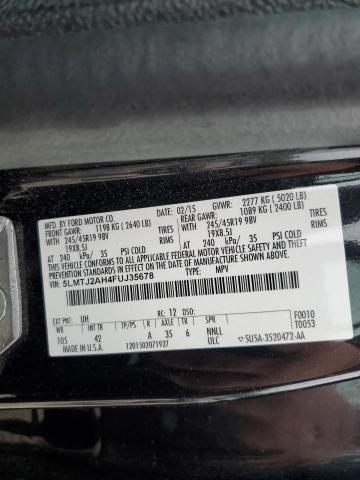 MFD. BY FORD MOTOR CO.
DATE: 02/15 GVWR: 2277 KG ( 5020 LB)
FRONT GAWR: 1198 KG ( 2640 LB) WITH 245/45R19 98V TIRES 19X8.5J RIMS AT 240 kPa/ 35 PSI COLD
REAR GAWR: 1089 KG ( 2400 LB) WITH 245/45R19 98V TIRES 19X8.5J RIMS AT 240 kPa/ 35 PSI COLD
THIS VEHICLE CONFORMS TO ALL APPLICABLE FEDERAL MOTOR VEHICLE SAFETY AND THEFT PREVENTION STANDARDS IN EFFECT ON THE DATE OF MANUFACTURE SHOWN ABOVE.
VIN: 5LMTJ2AH4FUJ35678
TYPE: MPV
EXT PNT: UH RC: 12 DSO: F0010
WB INT TR TP/PS R AXLE TR SPR T0053
105 42 A 35 6 NNLL
1201502071927 ULC 5U5A-3520472-AA